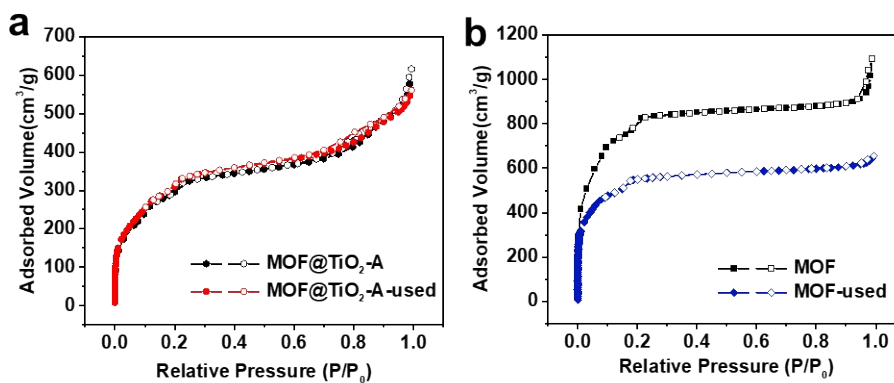 a
700
600
500
400
300
200
100
0
Adsorbed Volume(cm³/g)
MOF@TiO₂-A
MOF@TiO₂-A-used
0.0 0.2 0.4 0.6 0.8 1.0
Relative Pressure (P/P₀)
b
1200
1000
800
600
400
200
0
Adsorbed Volume(cm³/g)
MOF
MOF-used
0.0 0.2 0.4 0.6 0.8 1.0
Relative Pressure (P/P₀)